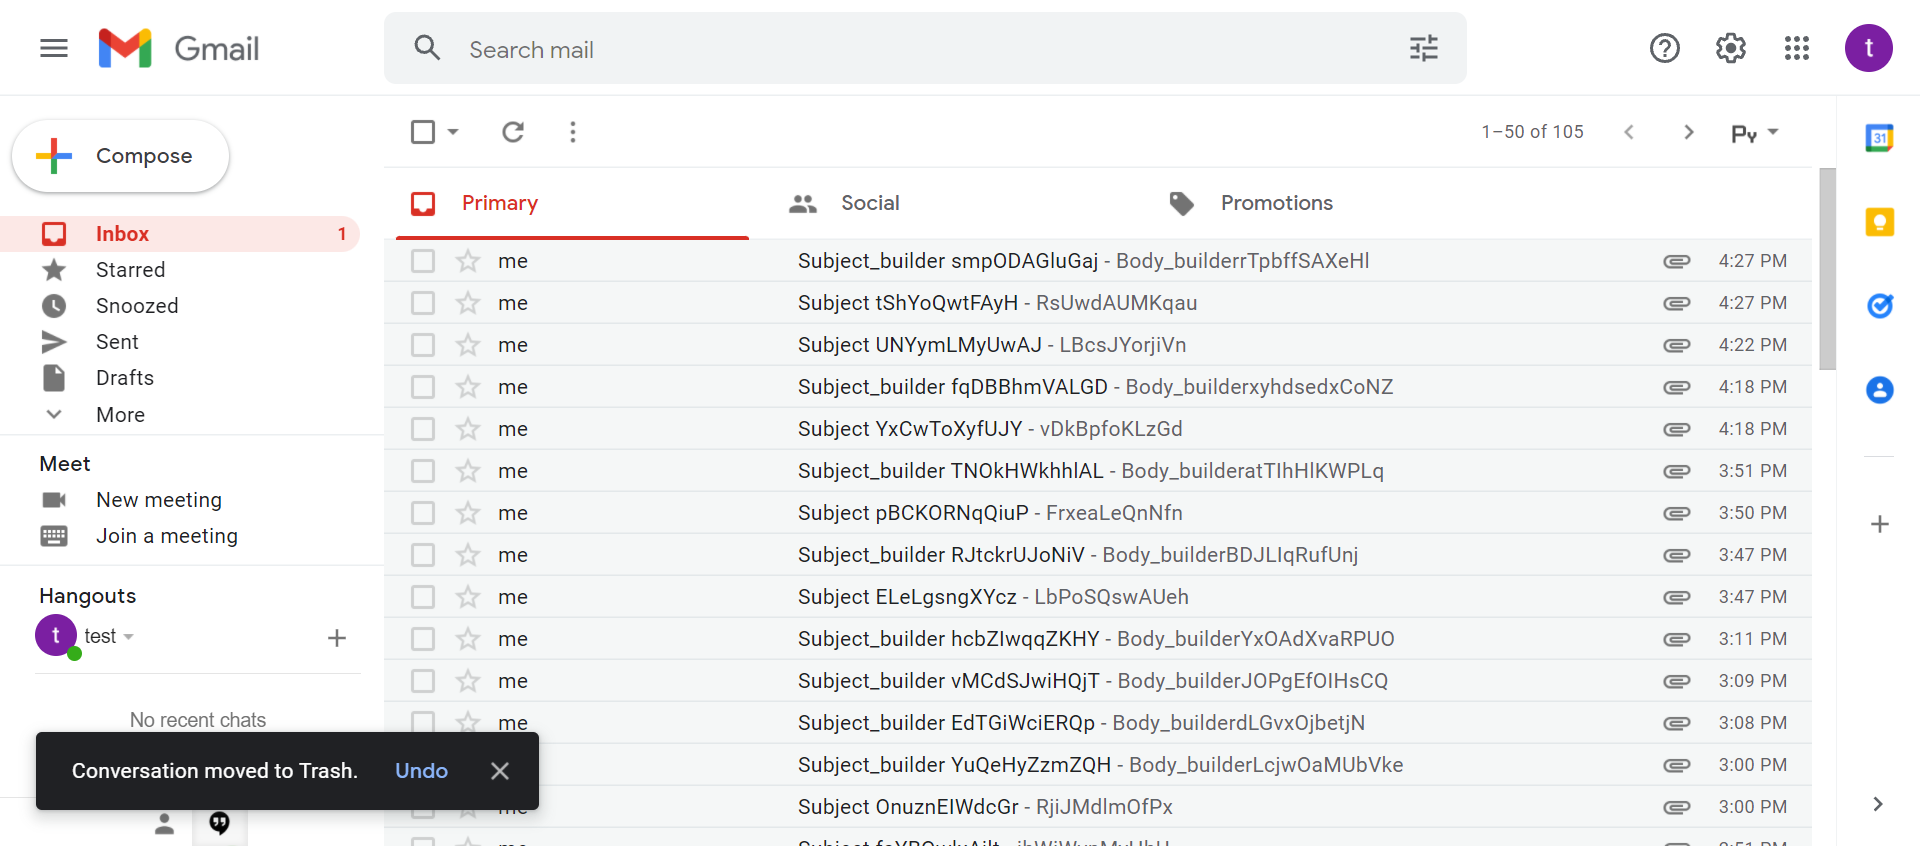 Gmail
Search mail
t
Compose
1–50 of 105
Py
31
Primary
Social
Promotions
Inbox 1
Starred
Snoozed
Sent
Drafts
More
Meet
New meeting
Join a meeting
Hangouts
t test
No recent chats
Conversation moved to Trash. Undo
me Subject_builder smpODAGluGaj - Body_builderrTpbffSAXeHl 4:27 PM
me Subject tShYoQwtFAyH - RsUwdAUMKqau 4:27 PM
me Subject UNYymLMyUwAJ - LBcsJYorjiVn 4:22 PM
me Subject_builder fqDBBhmVALGD - Body_builderxyhdsedxCoNZ 4:18 PM
me Subject YxCwToXyfUJY - vDkBpfoKLzGd 4:18 PM
me Subject_builder TNOkHWkhhlAL - Body_builderatTIhHlKWPLq 3:51 PM
me Subject pBCKORNqQiuP - FrxeaLeQnNfn 3:50 PM
me Subject_builder RJtckrUJoNiV - Body_builderBDJLIqRufUnj 3:47 PM
me Subject ELeLgsngXYcz - LbPoSQswAUeh 3:47 PM
me Subject_builder hcbZIwqqZKHY - Body_builderYxOAdXvaRPUO 3:11 PM
me Subject_builder vMCdSJwiHQjT - Body_builderJOPgEfOIHsCQ 3:09 PM
me Subject_builder EdTGiWciERQp - Body_builderdLGvxOjbetjN 3:08 PM
Subject_builder YuQeHyZzmZQH - Body_builderLcjwOaMUbVke 3:00 PM
me Subject OnuznEIWdcGr - RjiJMdlmOfPx 3:00 PM